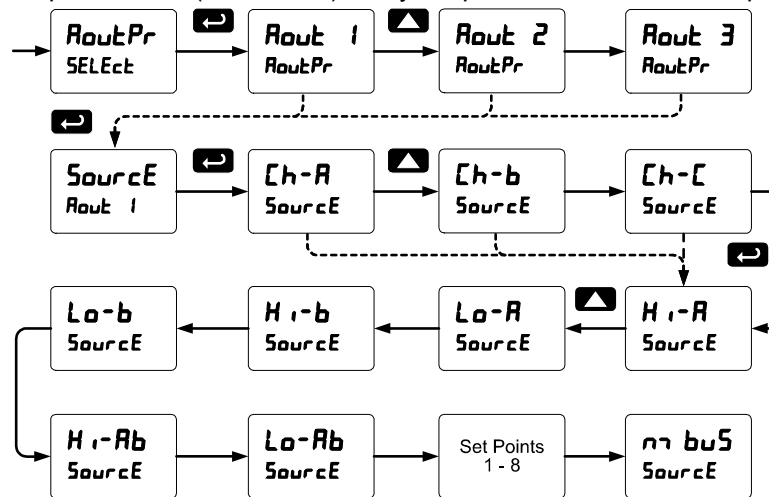 AoutPr
SELEct
Aout 1
AoutPr
Aout 2
AoutPr
Aout 3
AoutPr
SourcE
Aout 1
Ch-A
SourcE
Ch-b
SourcE
Ch-C
SourcE
Lo-b
SourcE
Hi-b
SourcE
Lo-A
SourcE
Hi-A
SourcE
Hi-Ab
SourcE
Lo-Ab
SourcE
Set Points
1 - 8
m buS
SourcE